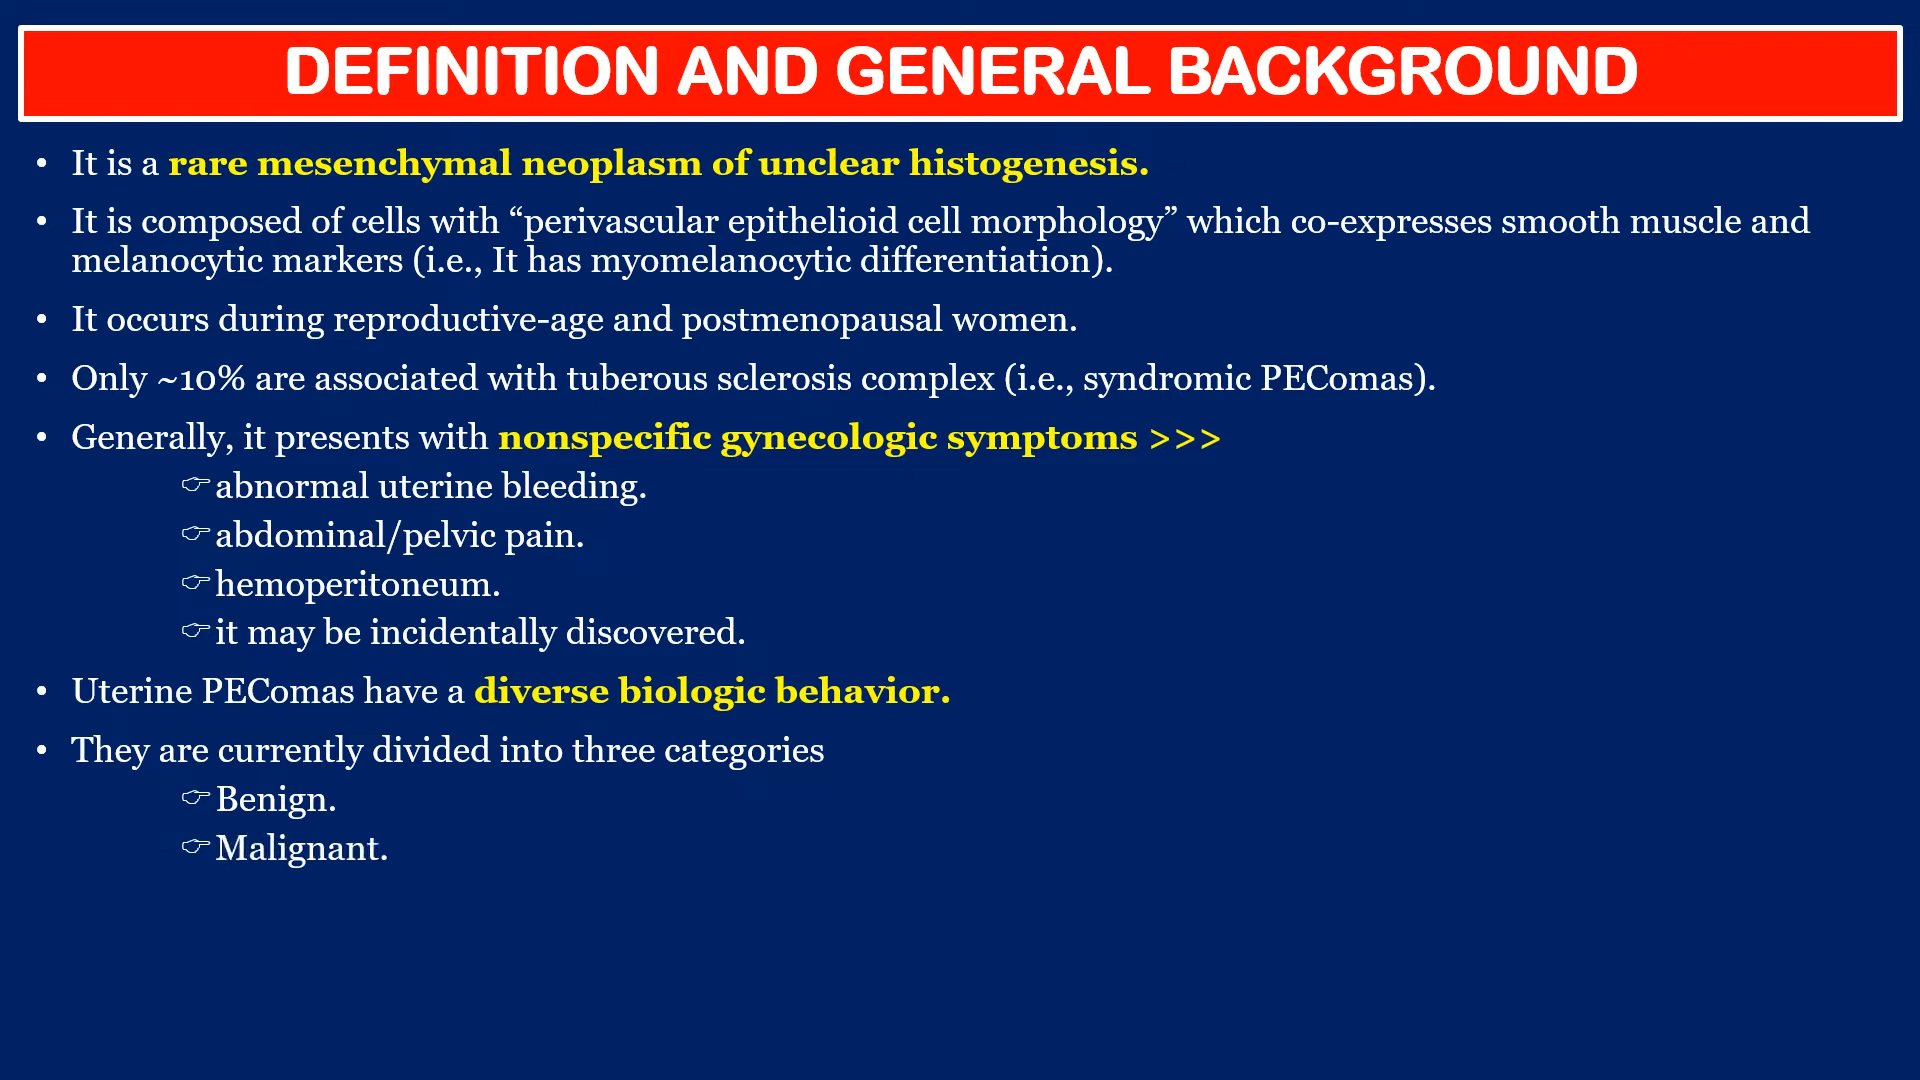 DEFINITION AND GENERAL BACKGROUND
• It is a rare mesenchymal neoplasm of unclear histogenesis.
• It is composed of cells with “perivascular epithelioid cell morphology” which co-expresses smooth muscle and
melanocytic markers (i.e., It has myomelanocytic differentiation).
• It occurs during reproductive-age and postmenopausal women.
• Only ~10% are associated with tuberous sclerosis complex (i.e., syndromic PEComas).
• Generally, it presents with nonspecific gynecologic symptoms >>>
☞ abnormal uterine bleeding.
☞ abdominal/pelvic pain.
☞ hemoperitoneum.
☞ it may be incidentally discovered.
• Uterine PEComas have a diverse biologic behavior.
• They are currently divided into three categories
☞ Benign.
☞ Malignant.